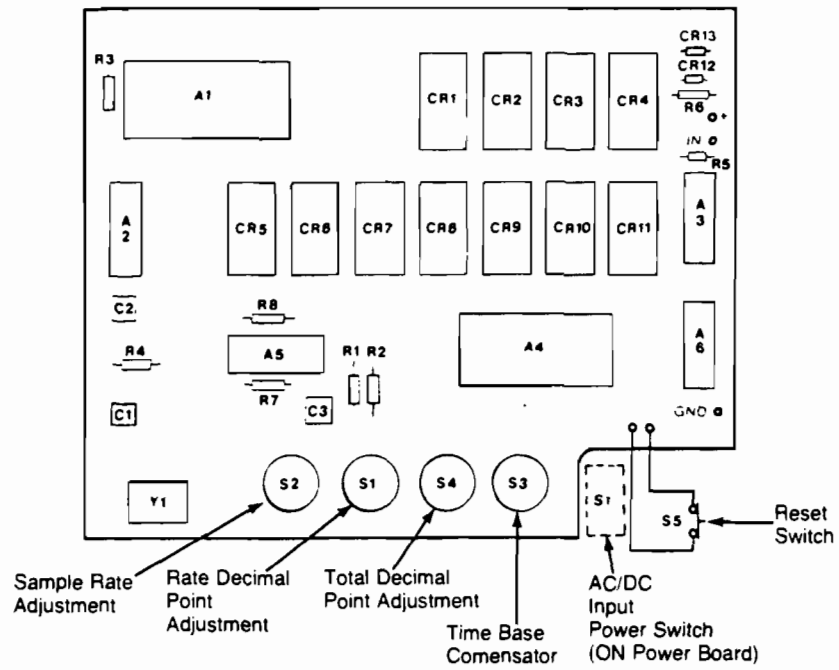 CR13
R3
CR12
A1
CR1
CR2
CR3
CR4
R6
+
IN
R5
A
2
CR5
CR6
CR7
CR8
CR9
CR10
CR11
A
3
C2
R8
R4
A5
R1
R2
A4
A
6
R7
C1
C3
GND
Y1
S2
S1
S4
S3
S1
S5
Reset
Switch
Sample Rate
Adjustment
Rate Decimal
Point
Adjustment
Total Decimal
Point Adjustment
Time Base
Comensator
AC/DC
Input
Power Switch
(ON Power Board)